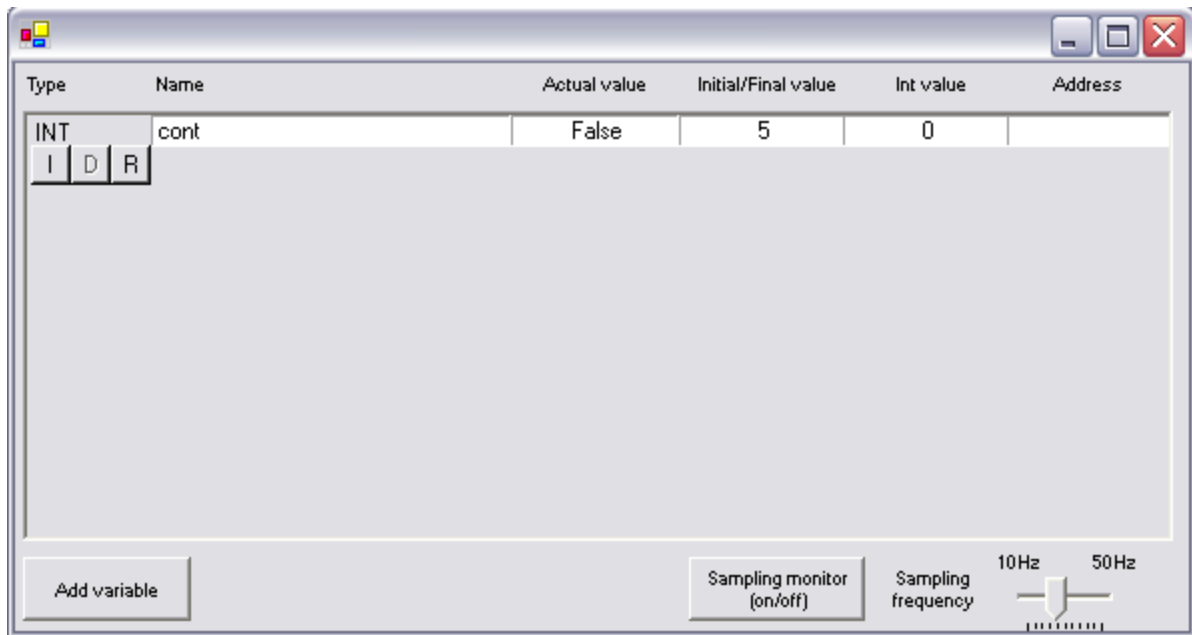 Type Name Actual value Initial/Final value Int value Address
INT cont False 5 0
I D R
Add variable
Sampling monitor
(on/off)
Sampling
frequency
10Hz 50Hz